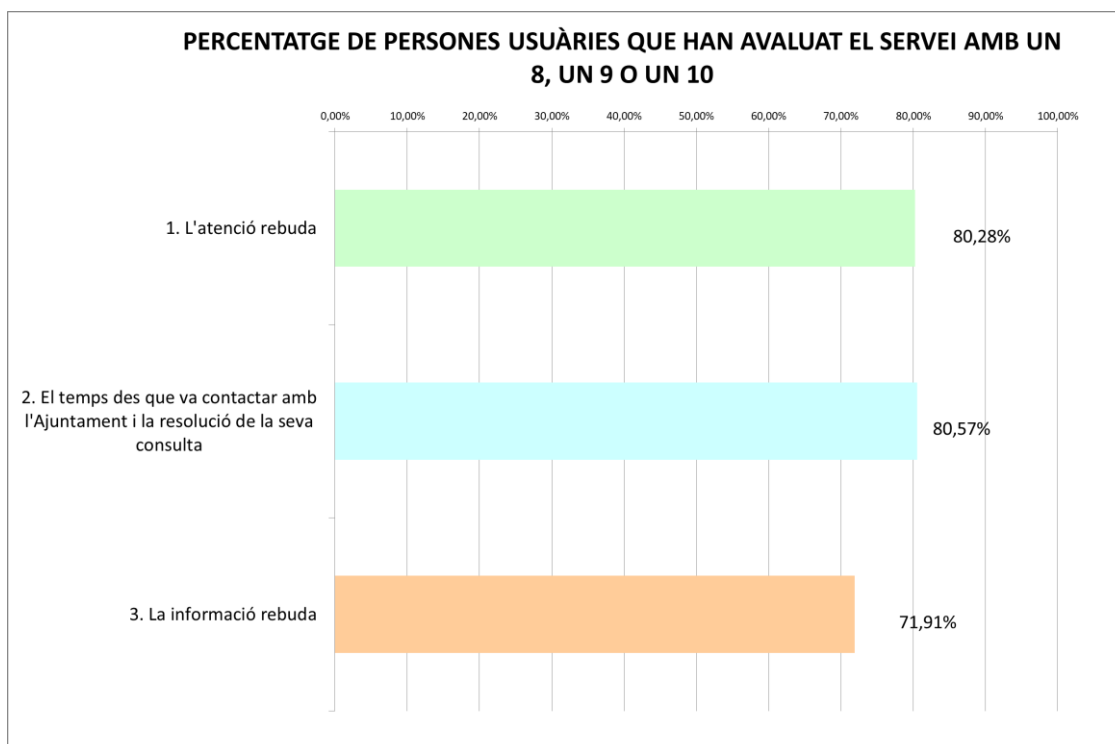 PERCENTATGE DE PERSONES USUÀRIES QUE HAN AVALUAT EL SERVEI AMB UN
8, UN 9 O UN 10
0,00% 10,00% 20,00% 30,00% 40,00% 50,00% 60,00% 70,00% 80,00% 90,00% 100,00%
1. L'atenció rebuda
80,28%
2. El temps des que va contactar amb
l'Ajuntament i la resolució de la seva
consulta
80,57%
3. La informació rebuda
71,91%